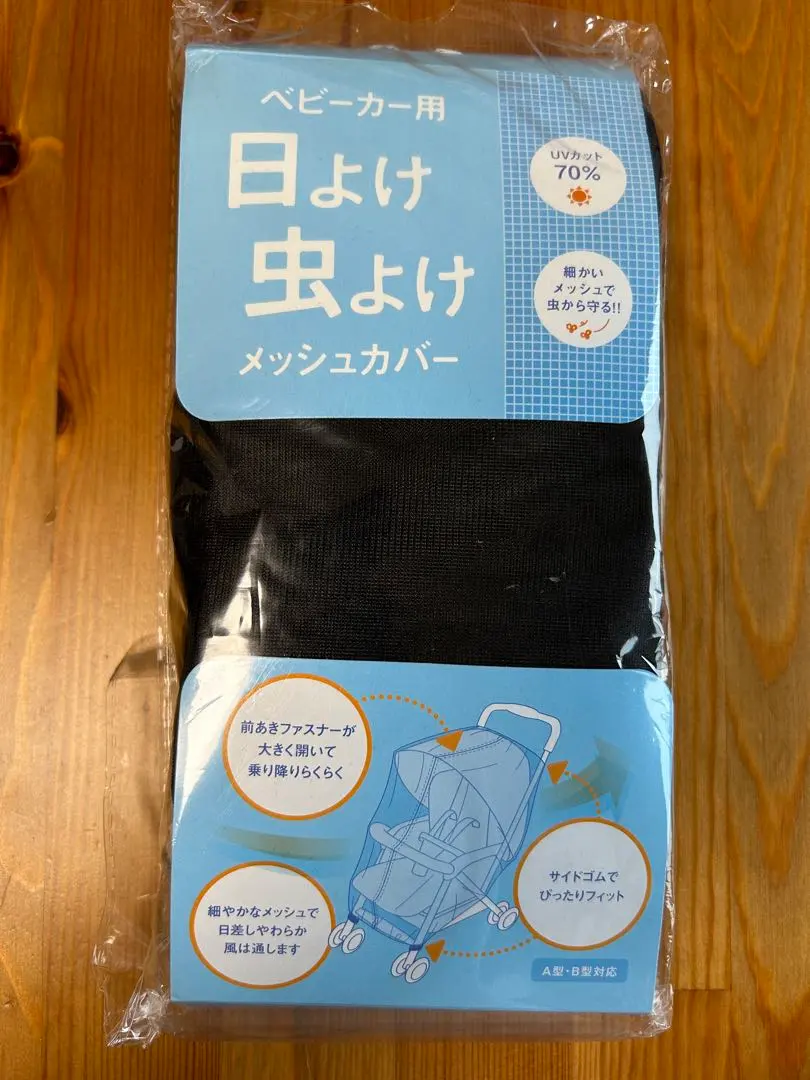 ベビーカー用
日よけ
虫よけ
メッシュカバー
UVカット
70%
細かい
メッシュで
虫から守る!!
前あきファスナーが
大きく開いて
乗り降りらくらく
サイドゴムで
ぴったりフィット
細やかなメッシュで
日差しやわらか
風は通します
A型・B型対応